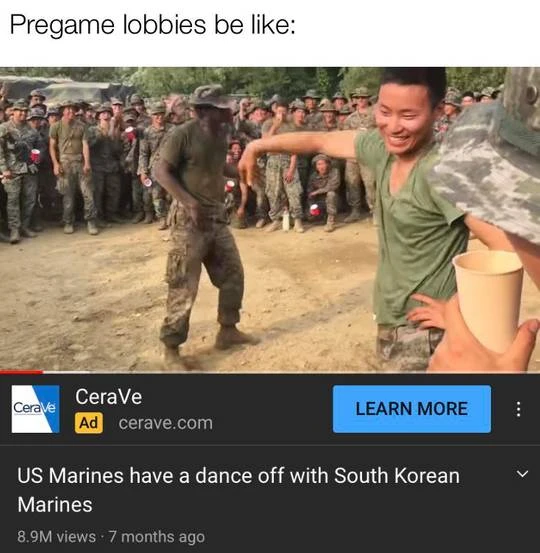 Pregame lobbies be like:
CeraVe
CeraVe
LEARN MORE
Ad cerave.com
US Marines have a dance off with South Korean
Marines
8.9M views · 7 months ago